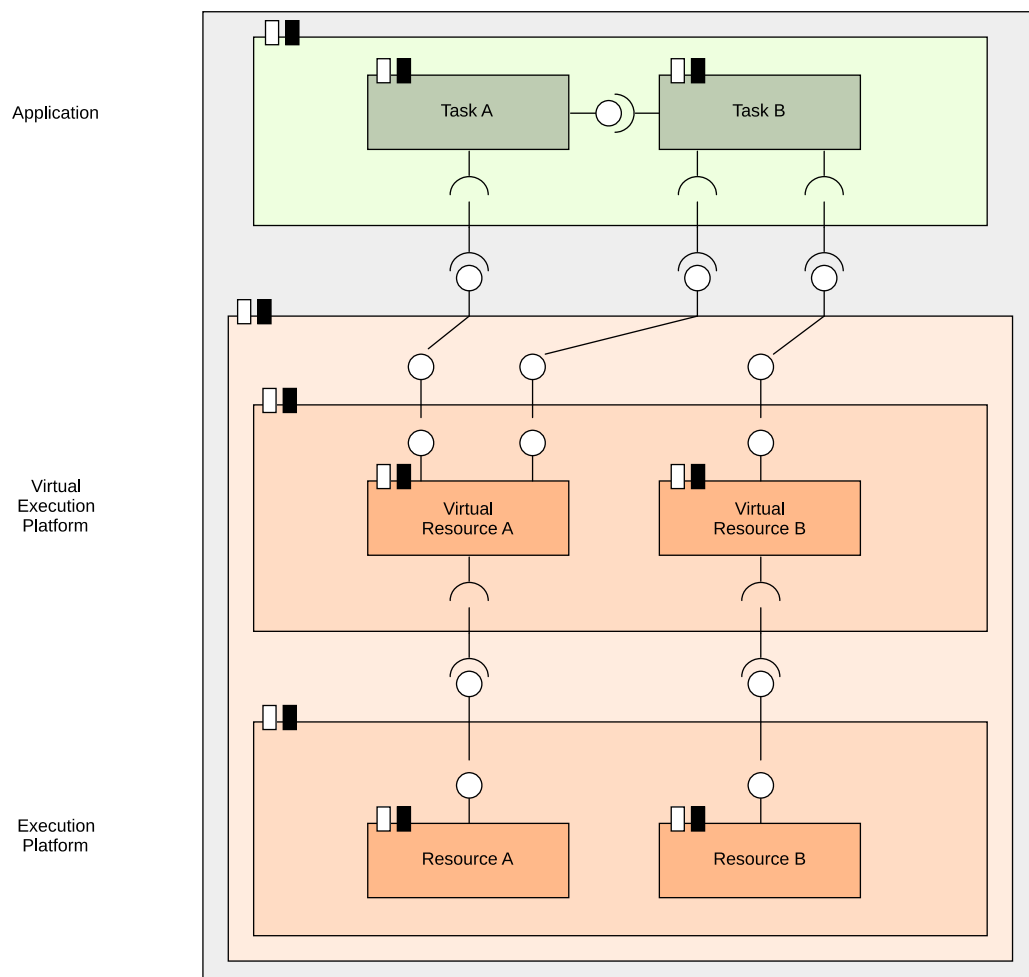 Application
Task A
Task B
Virtual
Execution
Platform
Virtual
Resource A
Virtual
Resource B
Execution
Platform
Resource A
Resource B